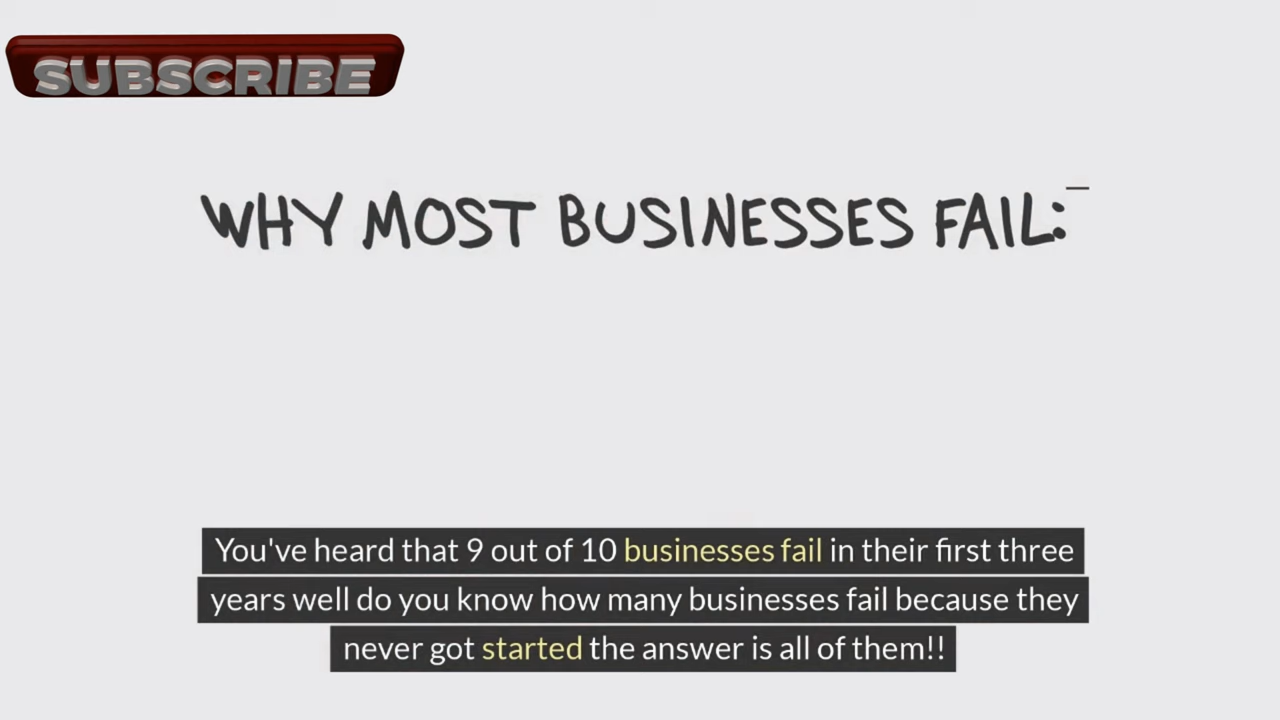 SUBSCRIBE
WHY MOST BUSINESSES FAIL:
You've heard that 9 out of 10 businesses fail in their first three
years well do you know how many businesses fail because they
never got started the answer is all of them!!